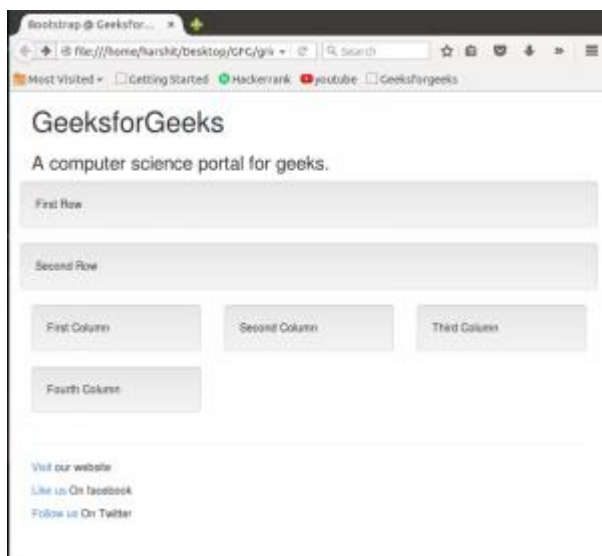 Bootstrap @ Geeksfor...
file:///home/harshit/Desktop/GFG/gri
Search
Most Visited
Getting Started
Hackerrank
youtube
Geeksforgeeks
GeeksforGeeks
A computer science portal for geeks.
First Row
Second Row
First Column
Second Column
Third Column
Fourth Column
Visit our website
Like us On facebook
Follow us On Twitter